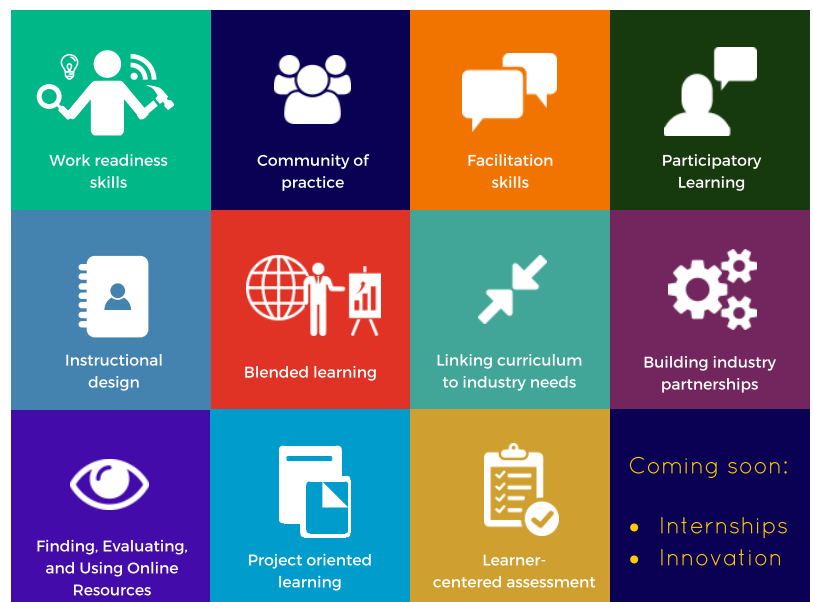 Work readiness
skills
Community of
practice
Facilitation
skills
Participatory
Learning
Instructional
design
Blended learning
Linking curriculum
to industry needs
Building industry
partnerships
Finding, Evaluating,
and Using Online
Resources
Project oriented
learning
Learner-
centered assessment
Coming soon:
• Internships
• Innovation